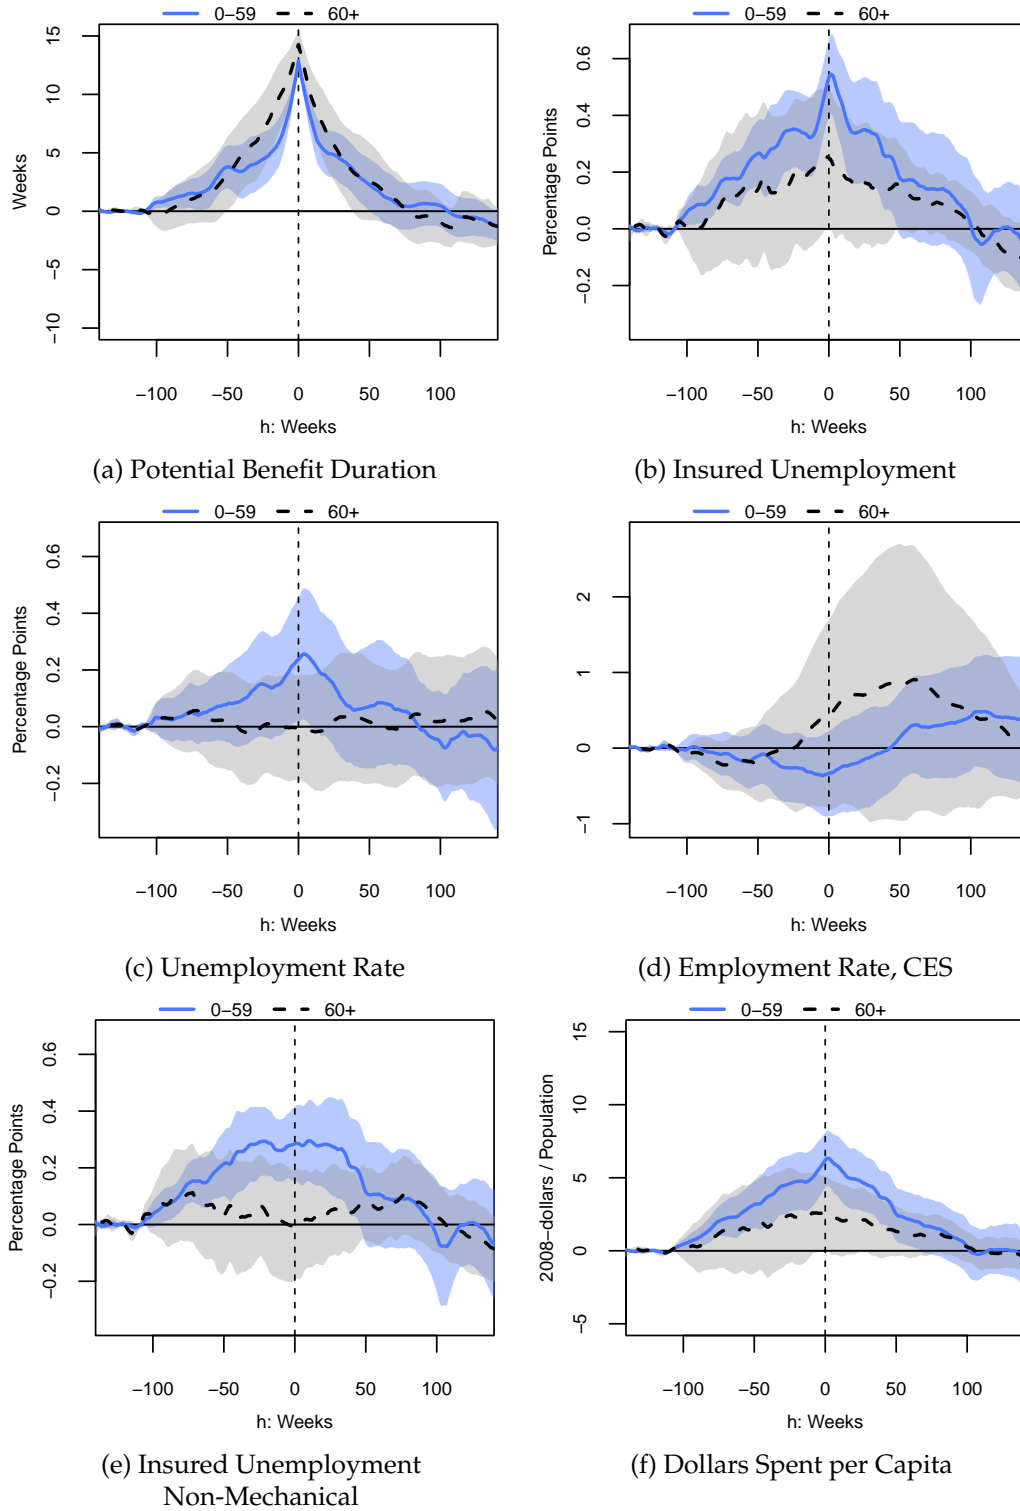 0−59 60+
Weeks
15
10
5
0
−5
−10
−100 −50 0 50 100
h: Weeks
(a) Potential Benefit Duration
0−59 60+
Percentage Points
0.6
0.4
0.2
0.0
−0.2
−100 −50 0 50 100
h: Weeks
(b) Insured Unemployment
0−59 60+
Percentage Points
0.6
0.4
0.2
0.0
−0.2
−100 −50 0 50 100
h: Weeks
(c) Unemployment Rate
0−59 60+
Percentage Points
2
1
0
−1
−100 −50 0 50 100
h: Weeks
(d) Employment Rate, CES
0−59 60+
Percentage Points
0.6
0.4
0.2
0.0
−0.2
−100 −50 0 50 100
h: Weeks
(e) Insured Unemployment
Non-Mechanical
0−59 60+
2008−dollars / Population
15
10
5
0
−5
−100 −50 0 50 100
h: Weeks
(f) Dollars Spent per Capita